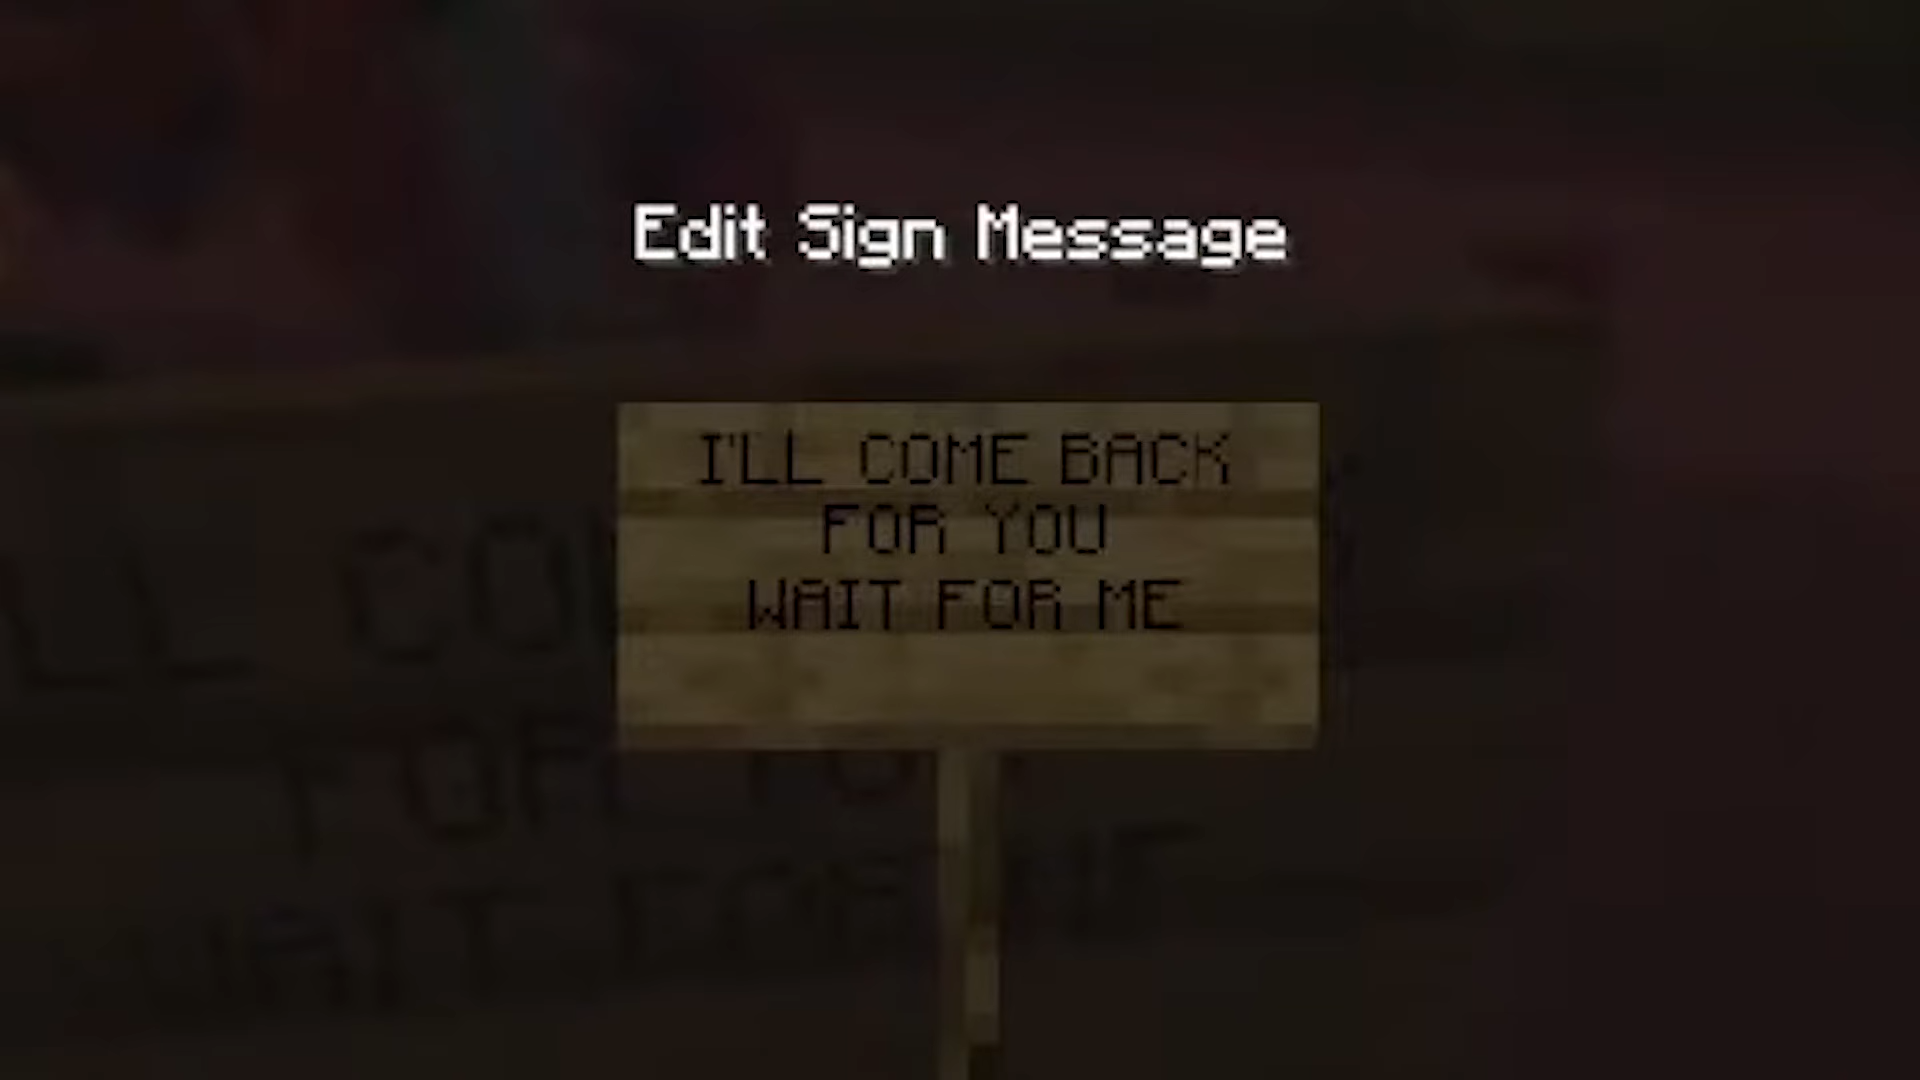 Edit Sign Message
I'LL COME BACK
FOR YOU
WAIT FOR ME